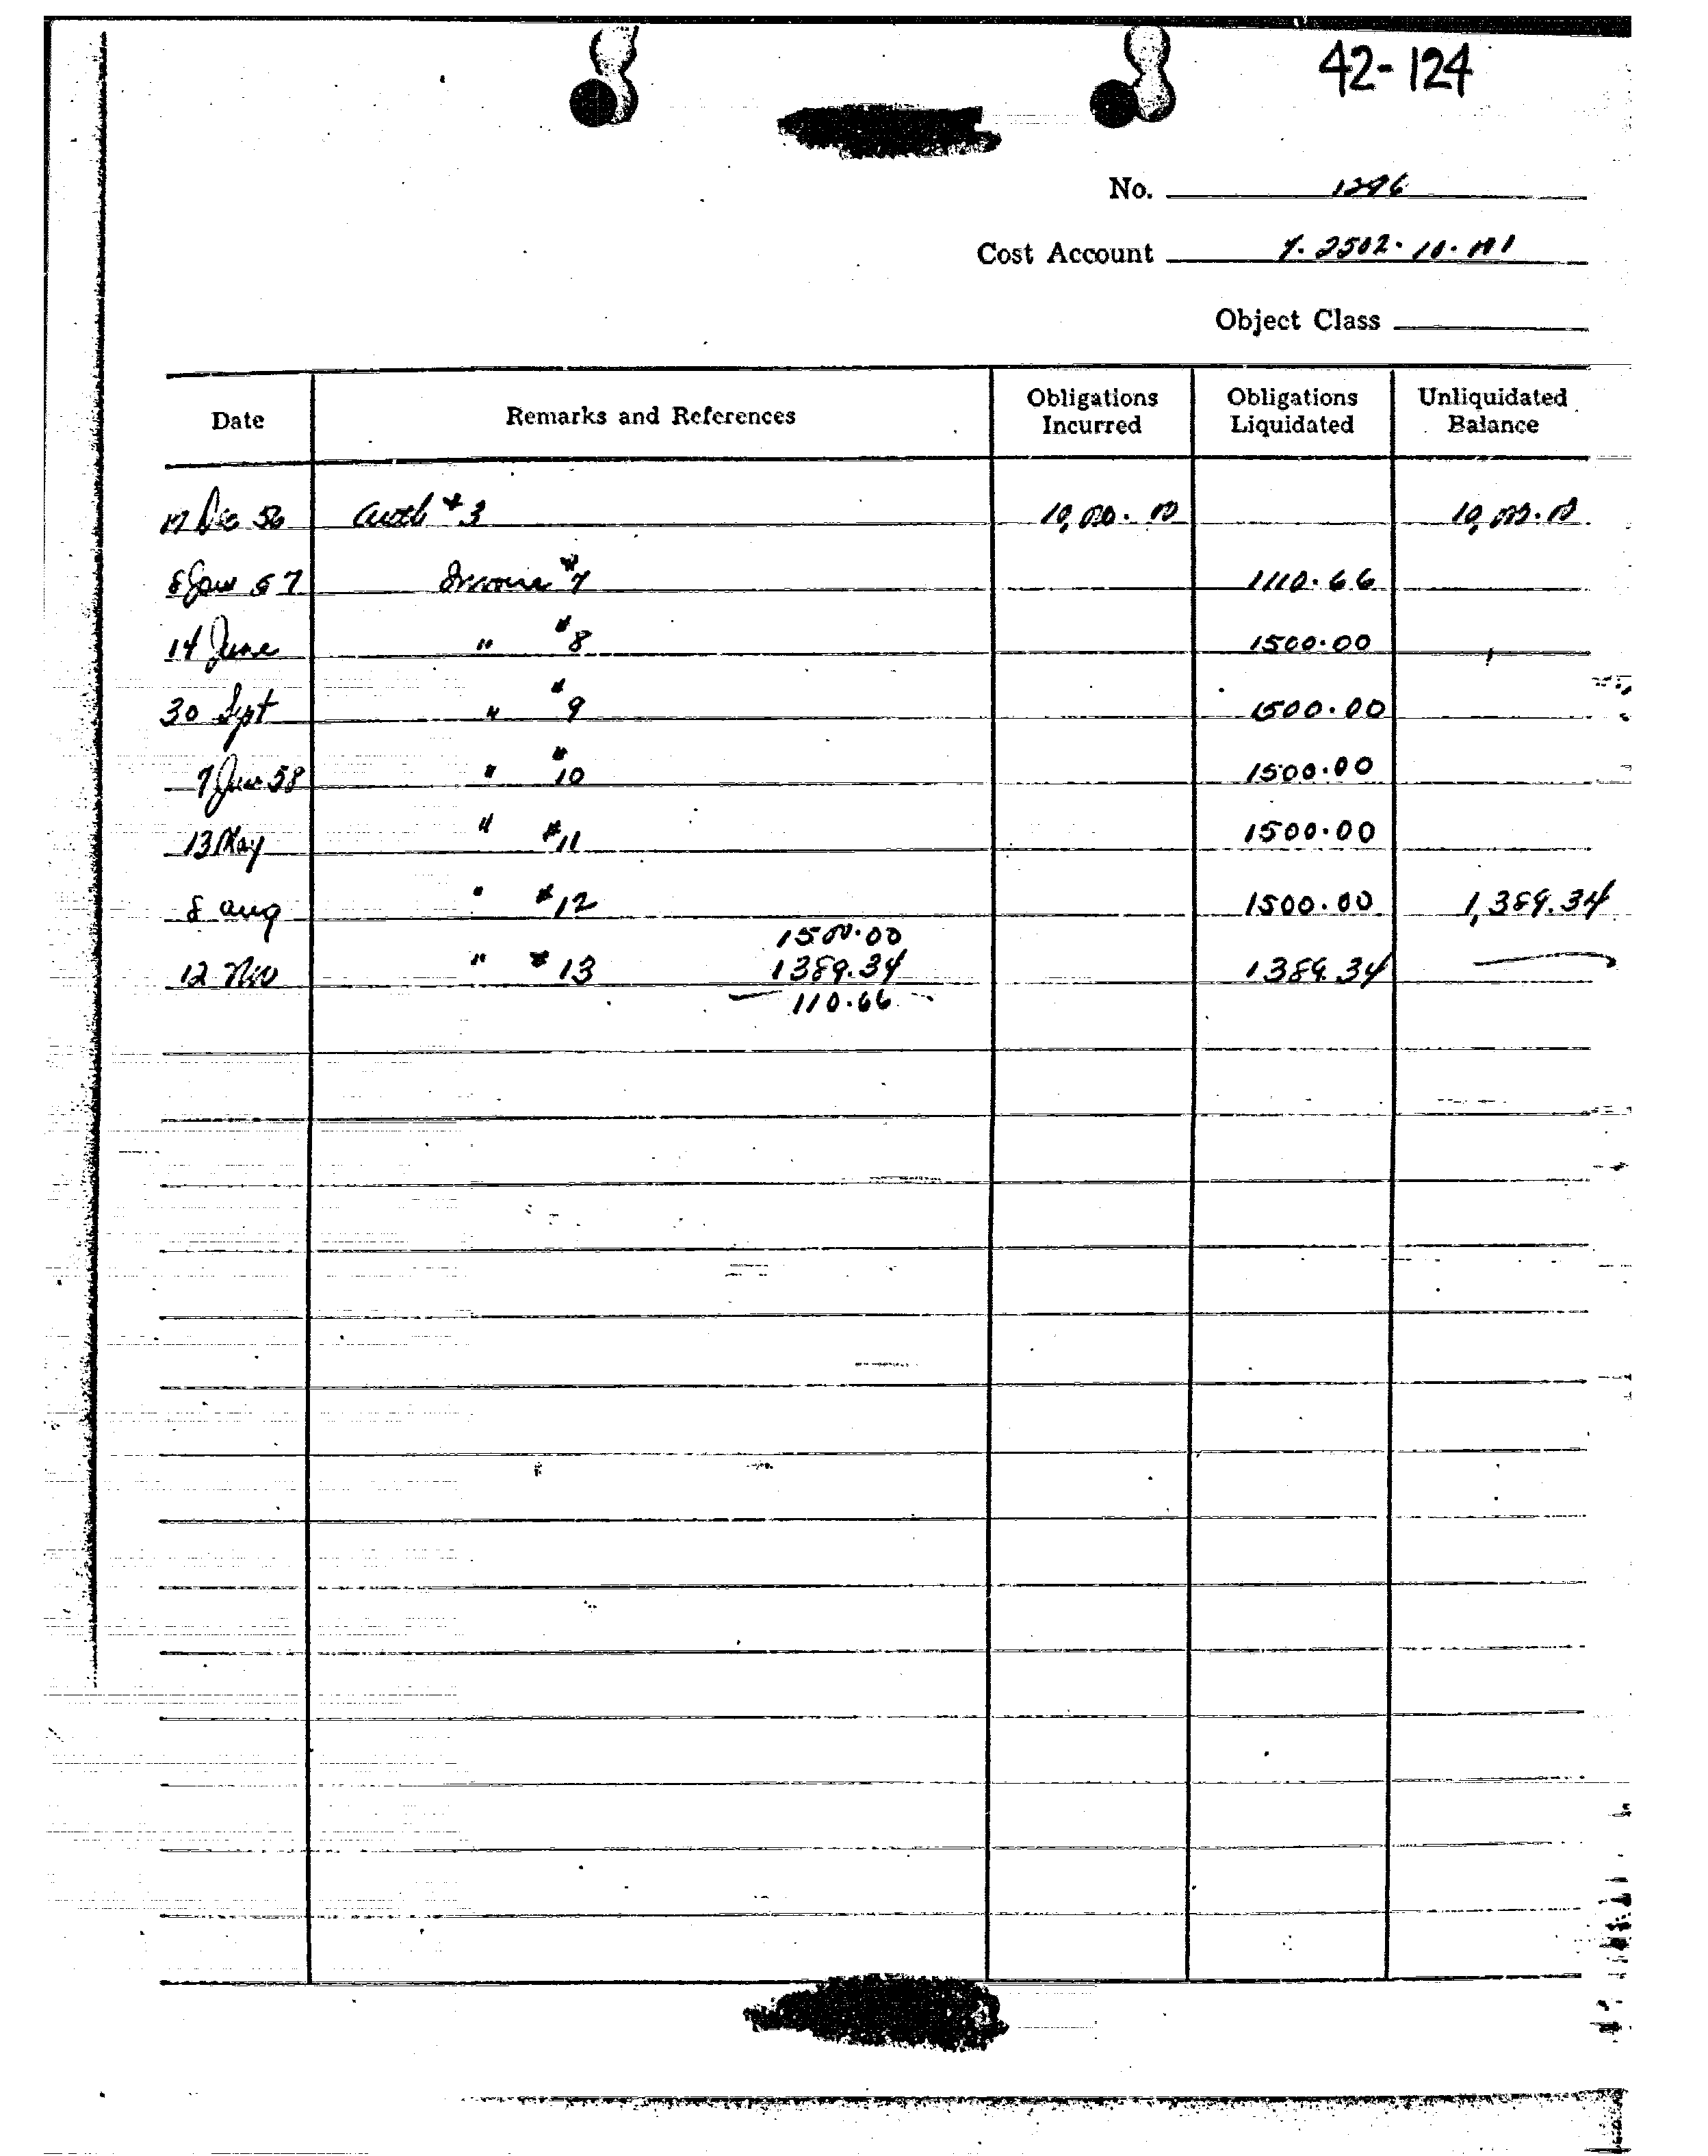 42-124
No. 1296
Cost Account 7. 2502. 10. 001
Object Class
Date Remarks and References Obligations Incurred Obligations Liquidated Unliquidated Balance
17 Dec 56 Auth #3 10,000.00 10,000.00
8 Jan 57 Invoice #7 1110.66
14 June " #8 1500.00
30 Sept " #9 1500.00
7 Jan 58 " #10 1500.00
13 May " #11 1500.00
8 Aug " #12 1500.00 1,389.34
1500.00
12 Nov " #13 1389.34 1389.34 —
110.66